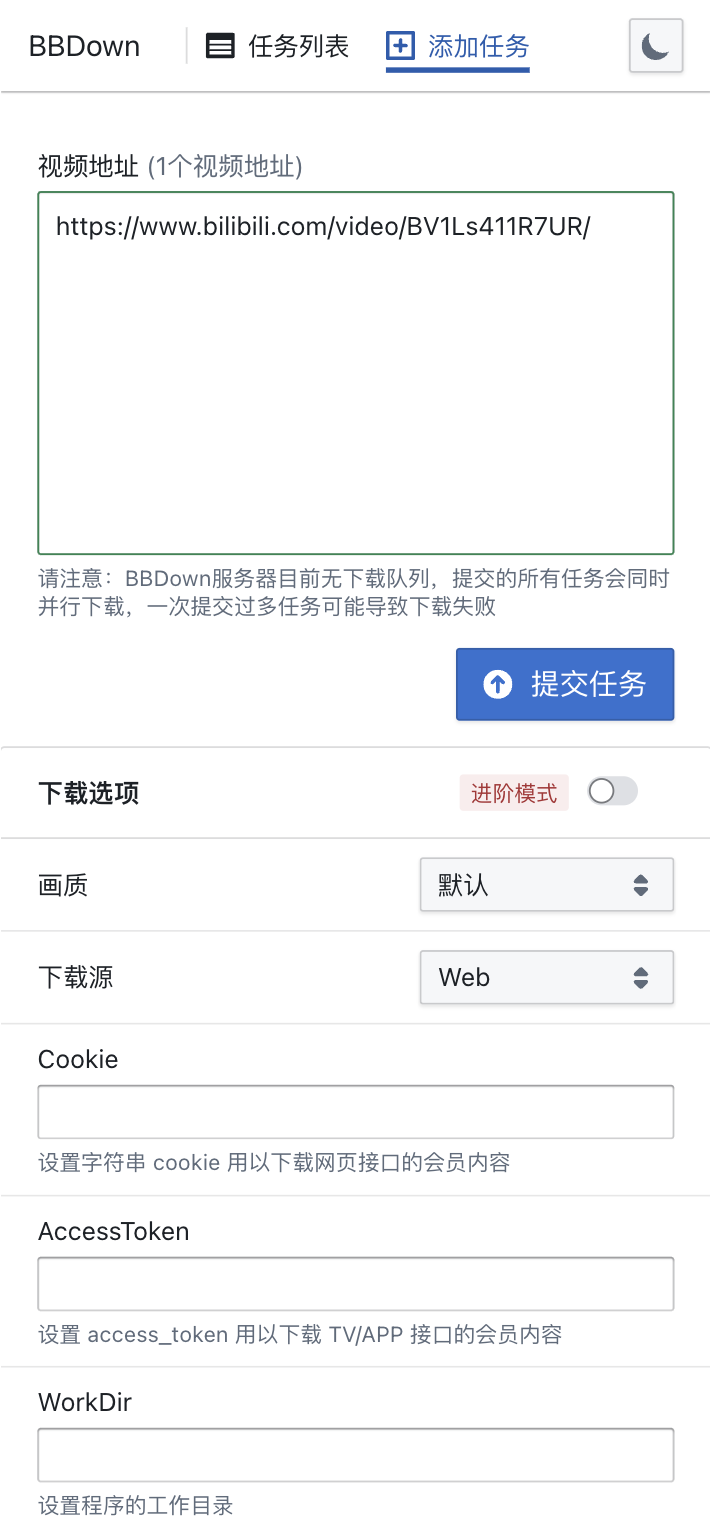 BBDown 任务列表 添加任务
视频地址 (1个视频地址)
https://www.bilibili.com/video/BV1Ls411R7UR/
请注意：BBDown服务器目前无下载队列，提交的所有任务会同时
并行下载，一次提交过多任务可能导致下载失败
提交任务
下载选项 进阶模式
画质 默认
下载源 Web
Cookie
设置字符串 cookie 用以下载网页接口的会员内容
AccessToken
设置 access_token 用以下载 TV/APP 接口的会员内容
WorkDir
设置程序的工作目录